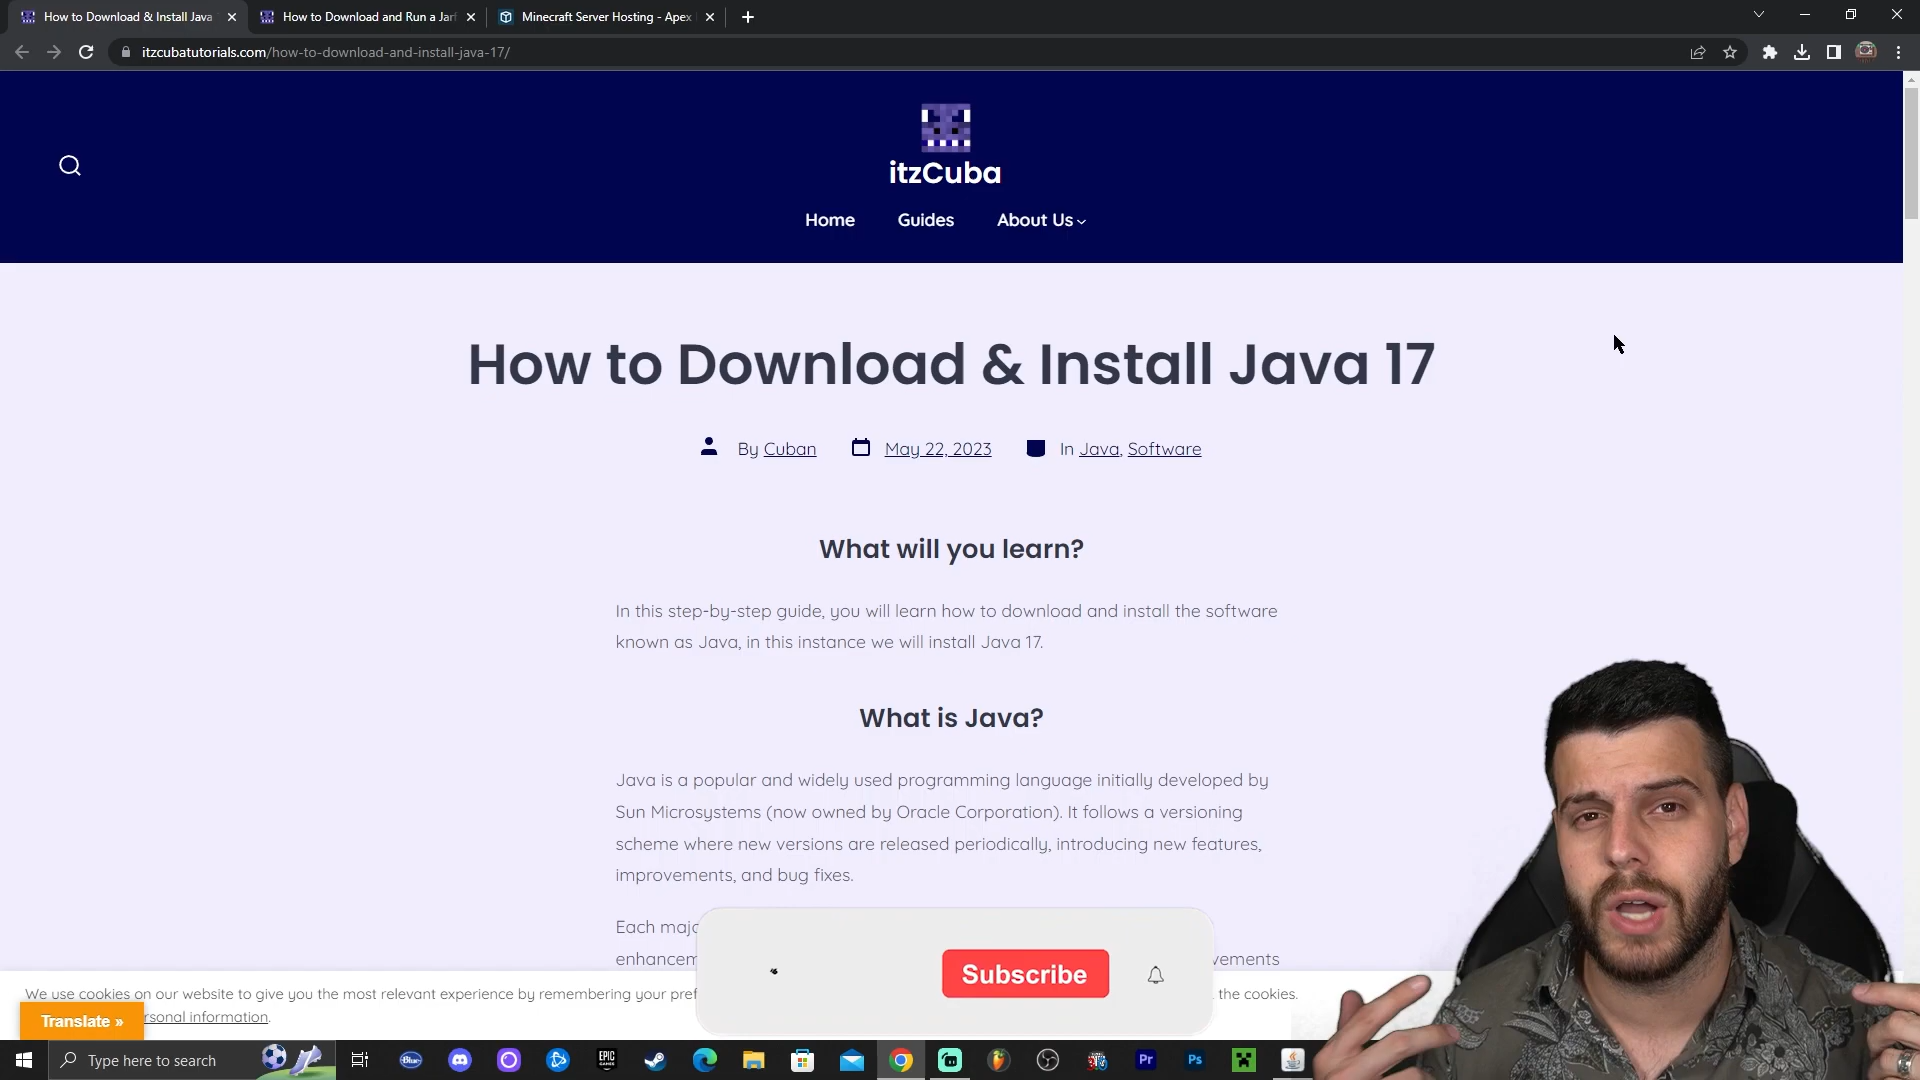 How to Download & Install Java
How to Download and Run a Jarf
Minecraft Server Hosting - Apex
itzcubatutorials.com/how-to-download-and-install-java-17/
itzCuba
Home
Guides
About Us
How to Download & Install Java 17
By Cuban
May 22, 2023
In Java, Software
What will you learn?
In this step-by-step guide, you will learn how to download and install the software
known as Java, in this instance we will install Java 17.
What is Java?
Java is a popular and widely used programming language initially developed by
Sun Microsystems (now owned by Oracle Corporation). It follows a versioning
scheme where new versions are released periodically, introducing new features,
improvements, and bug fixes.
Each majo
enhancem
vements
We use cookies on our website to give you the most relevant experience by remembering your pref
the cookies.
rsonal information.
Translate »
Subscribe
Type here to search
Blue
EPIC
GAMES
Pr
Ps